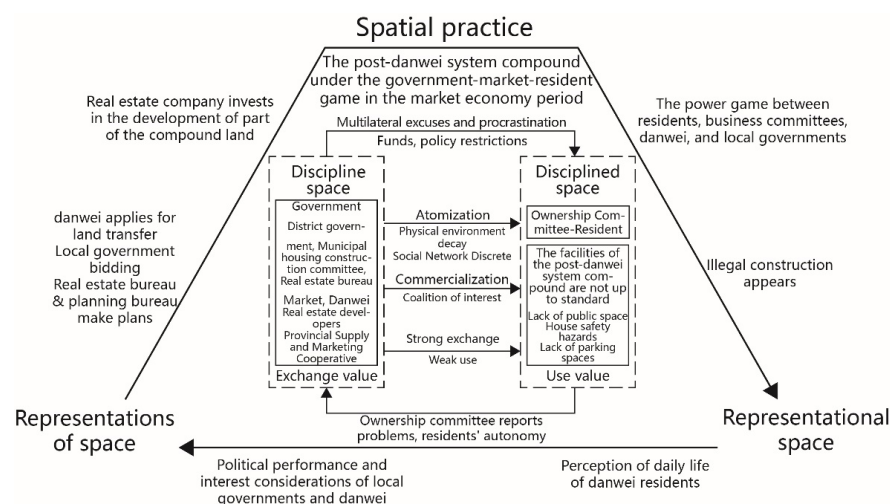 Spatial practice
The post-danwei system compound
under the government-market-resident
game in the market economy period
Real estate company invests
in the development of part
of the compound land
The power game between
residents, business committees,
danwei, and local governments
Multilateral excuses and procrastination
Funds, policy restrictions
Discipline
space
Government
District govern-
ment, Municipal
housing construc-
tion committee,
Real estate bureau
Market, Danwei
Real estate devel-
opers
Provincial Supply
and Marketing
Cooperative
Exchange value
Atomization
Physical environment
decay
Social Network Discrete
Commercialization
Coalition of interest
Strong exchange
Weak use
Disciplined
space
Ownership Com-
mittee-Resident
The facilities of
the post-danwei
system com-
pound are not up
to standard
Lack of public space
House safety
hazards
Lack of parking
spaces
Use value
danwei applies for
land transfer
Local government
bidding
Real estate bureau
& planning bureau
make plans
Illegal construction
appears
Ownership committee reports
problems, residents' autonomy
Representations
of space
Representational
space
Political performance and
interest considerations of local
governments and danwei
Perception of daily life
of danwei residents